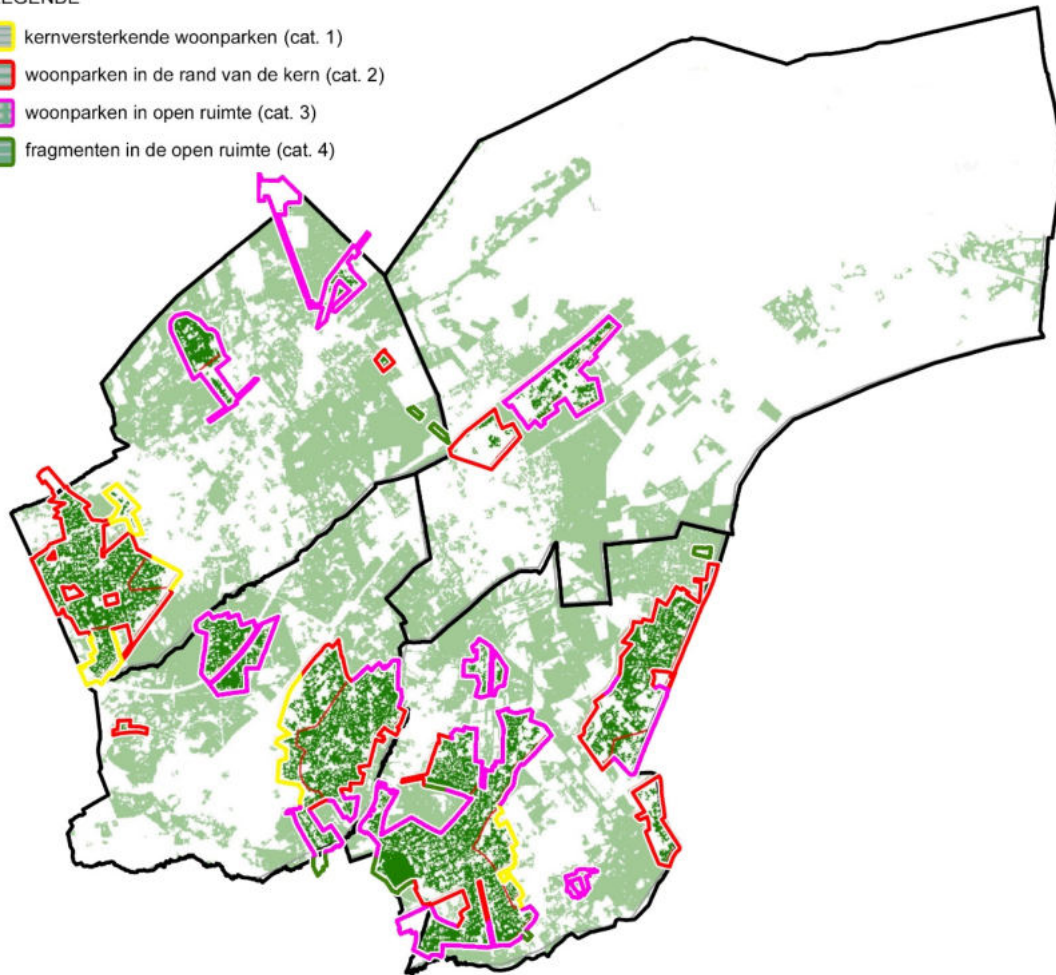 LEGENDE
kernversterkende woonparken (cat. 1)
woonparken in de rand van de kern (cat. 2)
woonparken in open ruimte (cat. 3)
fragmenten in de open ruimte (cat. 4)